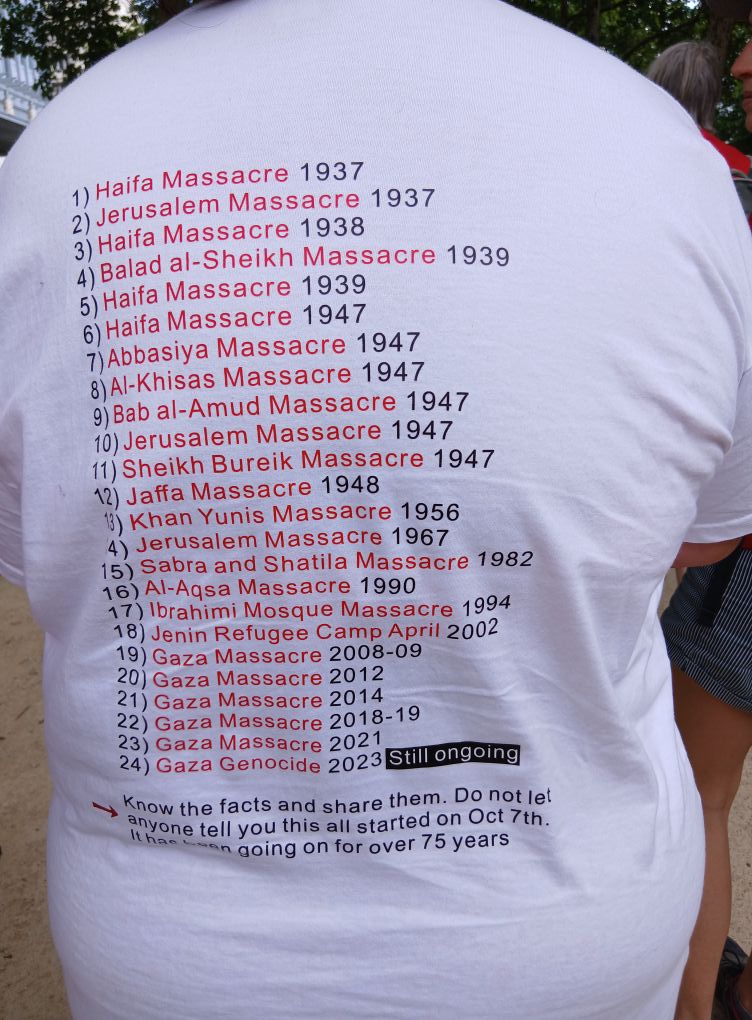 1) Haifa Massacre 1937
2) Jerusalem Massacre 1937
3) Haifa Massacre 1938
4) Balad al-Sheikh Massacre 1939
5) Haifa Massacre 1939
6) Haifa Massacre 1947
7) Abbasiya Massacre 1947
8) Al-Khisas Massacre 1947
9) Bab al-Amud Massacre 1947
10) Jerusalem Massacre 1947
11) Sheikh Bureik Massacre 1947
12) Jaffa Massacre 1948
13) Khan Yunis Massacre 1956
4) Jerusalem Massacre 1967
15) Sabra and Shatila Massacre 1982
16) Al-Aqsa Massacre 1990
17) Ibrahimi Mosque Massacre 1994
18) Jenin Refugee Camp April 2002
19) Gaza Massacre 2008-09
20) Gaza Massacre 2012
21) Gaza Massacre 2014
22) Gaza Massacre 2018-19
23) Gaza Massacre 2021
24) Gaza Genocide 2023 Still ongoing
→ Know the facts and share them. Do not let
anyone tell you this all started on Oct 7th.
It has been going on for over 75 years